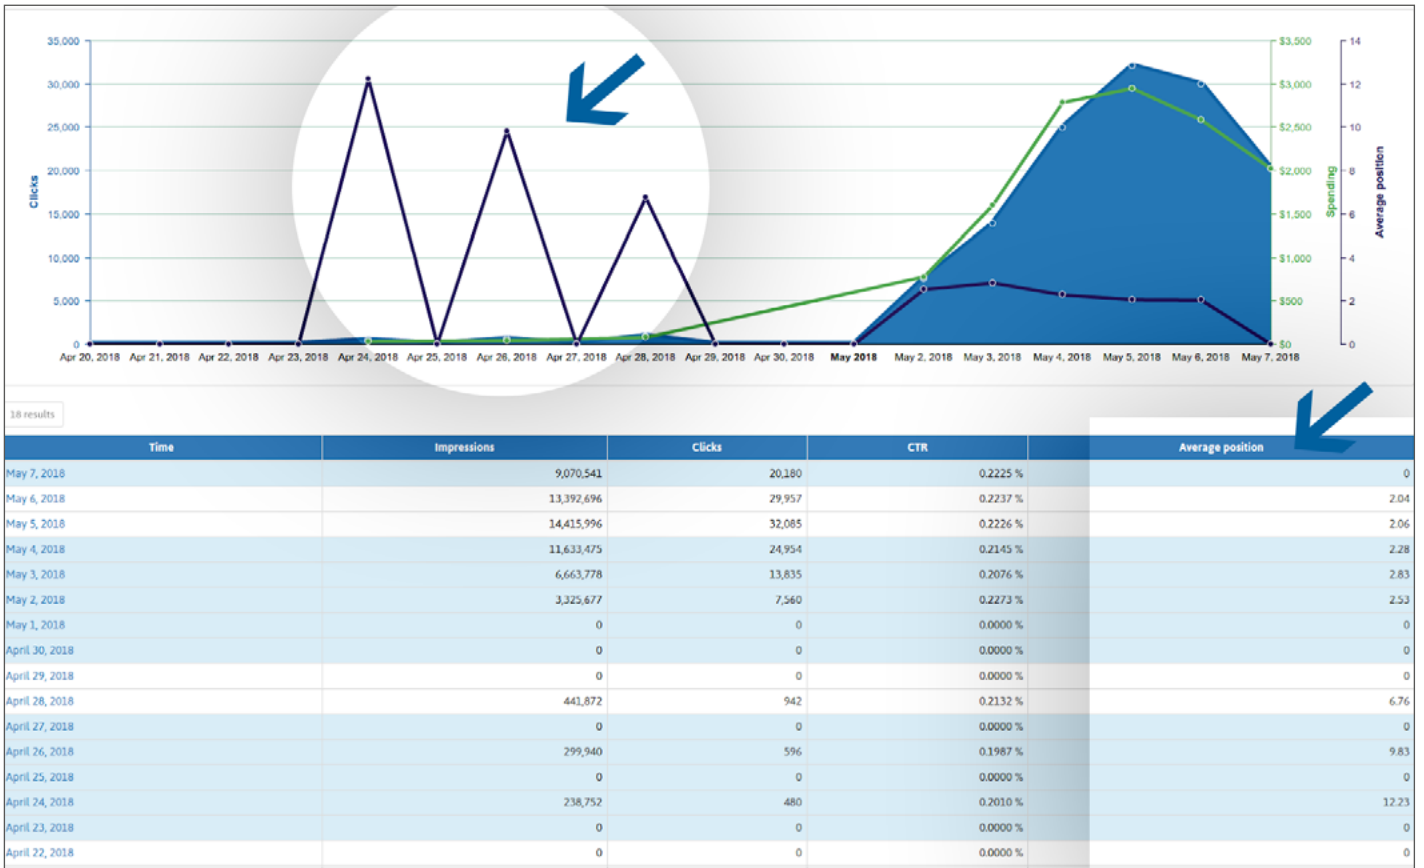 35,000 $3,500 14
30,000 $3,000 12
25,000 $2,500 10
20,000 $2,000 8
15,000 $1,500 6
10,000 $1,000 4
5,000 $500 2
0 $0 0
Clicks
Spending
Average position
Apr 20, 2018 Apr 21, 2018 Apr 22, 2018 Apr 23, 2018 Apr 24, 2018 Apr 25, 2018 Apr 26, 2018 Apr 27, 2018 Apr 28, 2018 Apr 29, 2018 Apr 30, 2018 May 2018 May 2, 2018 May 3, 2018 May 4, 2018 May 5, 2018 May 6, 2018 May 7, 2018
18 results
Time Impressions Clicks CTR Average position
May 7, 2018 9,070,541 20,180 0.2225 % 0
May 6, 2018 13,392,696 29,957 0.2237 % 2.04
May 5, 2018 14,415,996 32,085 0.2226 % 2.06
May 4, 2018 11,633,475 24,954 0.2145 % 2.28
May 3, 2018 6,663,778 13,835 0.2076 % 2.83
May 2, 2018 3,325,677 7,560 0.2273 % 2.53
May 1, 2018 0 0 0.0000 % 0
April 30, 2018 0 0 0.0000 % 0
April 29, 2018 0 0 0.0000 % 0
April 28, 2018 441,872 942 0.2132 % 6.76
April 27, 2018 0 0 0.0000 % 0
April 26, 2018 299,940 596 0.1987 % 9.83
April 25, 2018 0 0 0.0000 % 0
April 24, 2018 238,752 480 0.2010 % 12.23
April 23, 2018 0 0 0.0000 % 0
April 22, 2018 0 0 0.0000 % 0